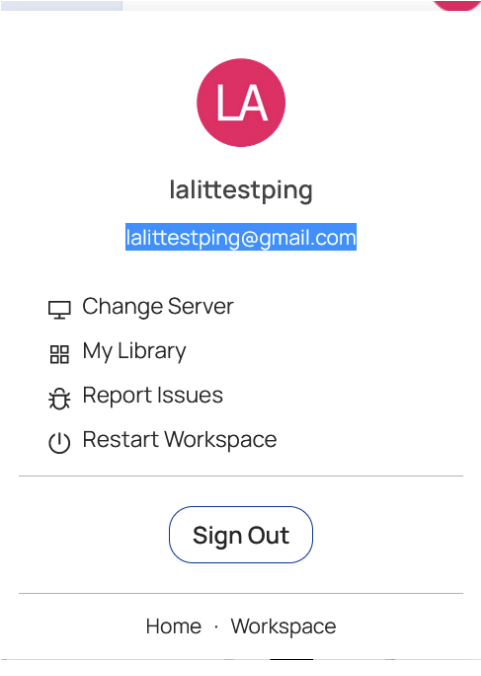 LA
lalittestping
lalittestping@gmail.com
Change Server
My Library
Report Issues
Restart Workspace
Sign Out
Home · Workspace